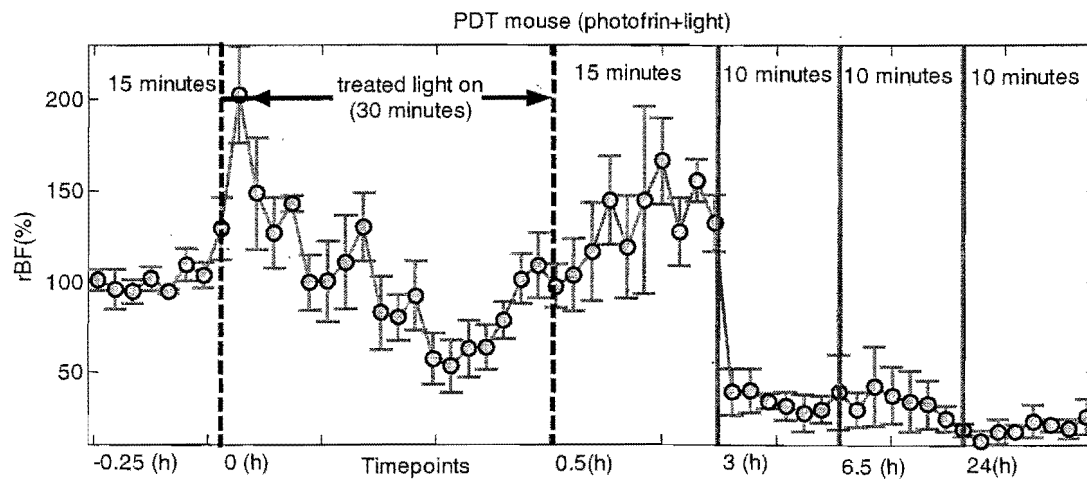 PDT mouse (photofrin+light)
15 minutes
treated light on
(30 minutes)
15 minutes
10 minutes
10 minutes
10 minutes
200
150
100
50
rBF(%)
-0.25 (h)
0 (h)
Timepoints
0.5(h)
3 (h)
6.5 (h)
24(h)